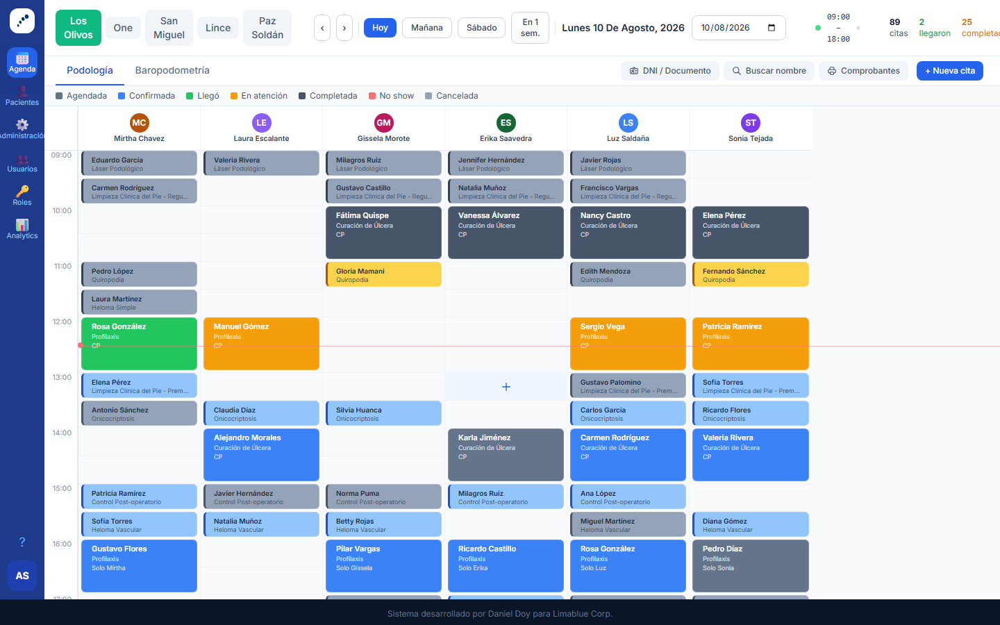 Los Olivos
One
San Miguel
Lince
Paz Soldán
‹
›
Hoy
Mañana
Sábado
En 1 sem.
Lunes 10 De Agosto, 2026
10/08/2026
09:00 – 18:00
89 citas
2 llegaron
25
Agenda
Pacientes
Usuarios
Roles
Analytics
?
AS
Podología
Baropodometría
DNI / Documento
Buscar nombre
Comprobantes
+ Nueva cita
Agendada
Confirmada
Llegó
En atención
Completada
No show
Cancelada
MC
Mirtha Chavez
LE
Laura Escalante
GM
Gissela Morote
ES
Erika Saavedra
LS
Luz Saldaña
ST
Sonia Tejada
09:00
Eduardo García
Láser Podológico
Valeria Rivera
Láser Podológico
Milagros Ruiz
Láser Podológico
Jennifer Hernández
Láser Podológico
Javier Rojas
Láser Podológico
Carmen Rodríguez
Limpieza Clínica del Pie - Regu...
Gustavo Castillo
Limpieza Clínica del Pie - Regu...
Natalia Muñoz
Limpieza Clínica del Pie - Regu...
Francisco Vargas
Limpieza Clínica del Pie - Regu...
10:00
Fátima Quispe
Curación de Úlcera
CP
Vanessa Álvarez
Curación de Úlcera
CP
Nancy Castro
Curación de Úlcera
CP
Elena Pérez
Curación de Úlcera
CP
11:00
Pedro López
Quiropodia
Gloria Mamani
Quiropodia
Edith Mendoza
Quiropodia
Fernando Sánchez
Quiropodia
Laura Martínez
Heloma Simple
12:00
Rosa González
Profilaxis
CP
Manuel Gómez
Profilaxis
CP
Sergio Vega
Profilaxis
CP
Patricia Ramírez
Profilaxis
CP
13:00
Elena Pérez
Limpieza Clínica del Pie - Prem...
+
Gustavo Palomino
Limpieza Clínica del Pie - Prem...
Sofía Torres
Limpieza Clínica del Pie - Prem...
Antonio Sánchez
Onicocriptosis
Claudia Díaz
Onicocriptosis
Silvia Huanca
Onicocriptosis
Carlos García
Onicocriptosis
Ricardo Flores
Onicocriptosis
14:00
Alejandro Morales
Curación de Úlcera
CP
Karla Jiménez
Curación de Úlcera
CP
Carmen Rodríguez
Curación de Úlcera
CP
Valeria Rivera
Curación de Úlcera
CP
15:00
Patricia Ramírez
Control Post-operatorio
Javier Hernández
Control Post-operatorio
Norma Puma
Control Post-operatorio
Milagros Ruiz
Control Post-operatorio
Ana López
Control Post-operatorio
Sofía Torres
Heloma Vascular
Natalia Muñoz
Heloma Vascular
Betty Rojas
Heloma Vascular
Miguel Martínez
Heloma Vascular
Diana Gómez
Heloma Vascular
16:00
Gustavo Flores
Profilaxis
Solo Mirtha
Pilar Vargas
Profilaxis
Solo Gissela
Ricardo Castillo
Profilaxis
Solo Erika
Rosa González
Profilaxis
Solo Luz
Pedro Díaz
Profilaxis
Solo Sonia
17:00
Sistema desarrollado por Daniel Doy para Limablue Corp.